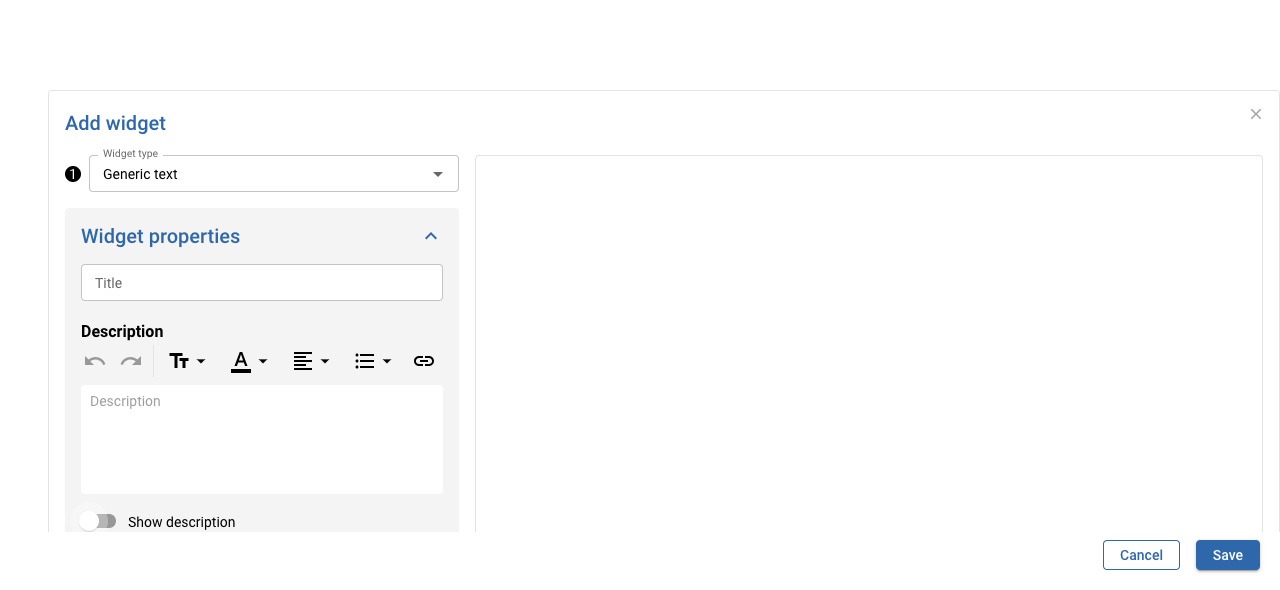 Add widget
Widget type
1
Generic text
Widget properties
Title
Description
Description
Show description
Cancel
Save